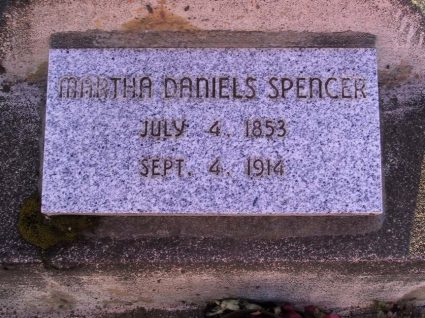 MARTHA DANIELS SPENCER
JULY 4. 1853
SEPT. 4. 1914